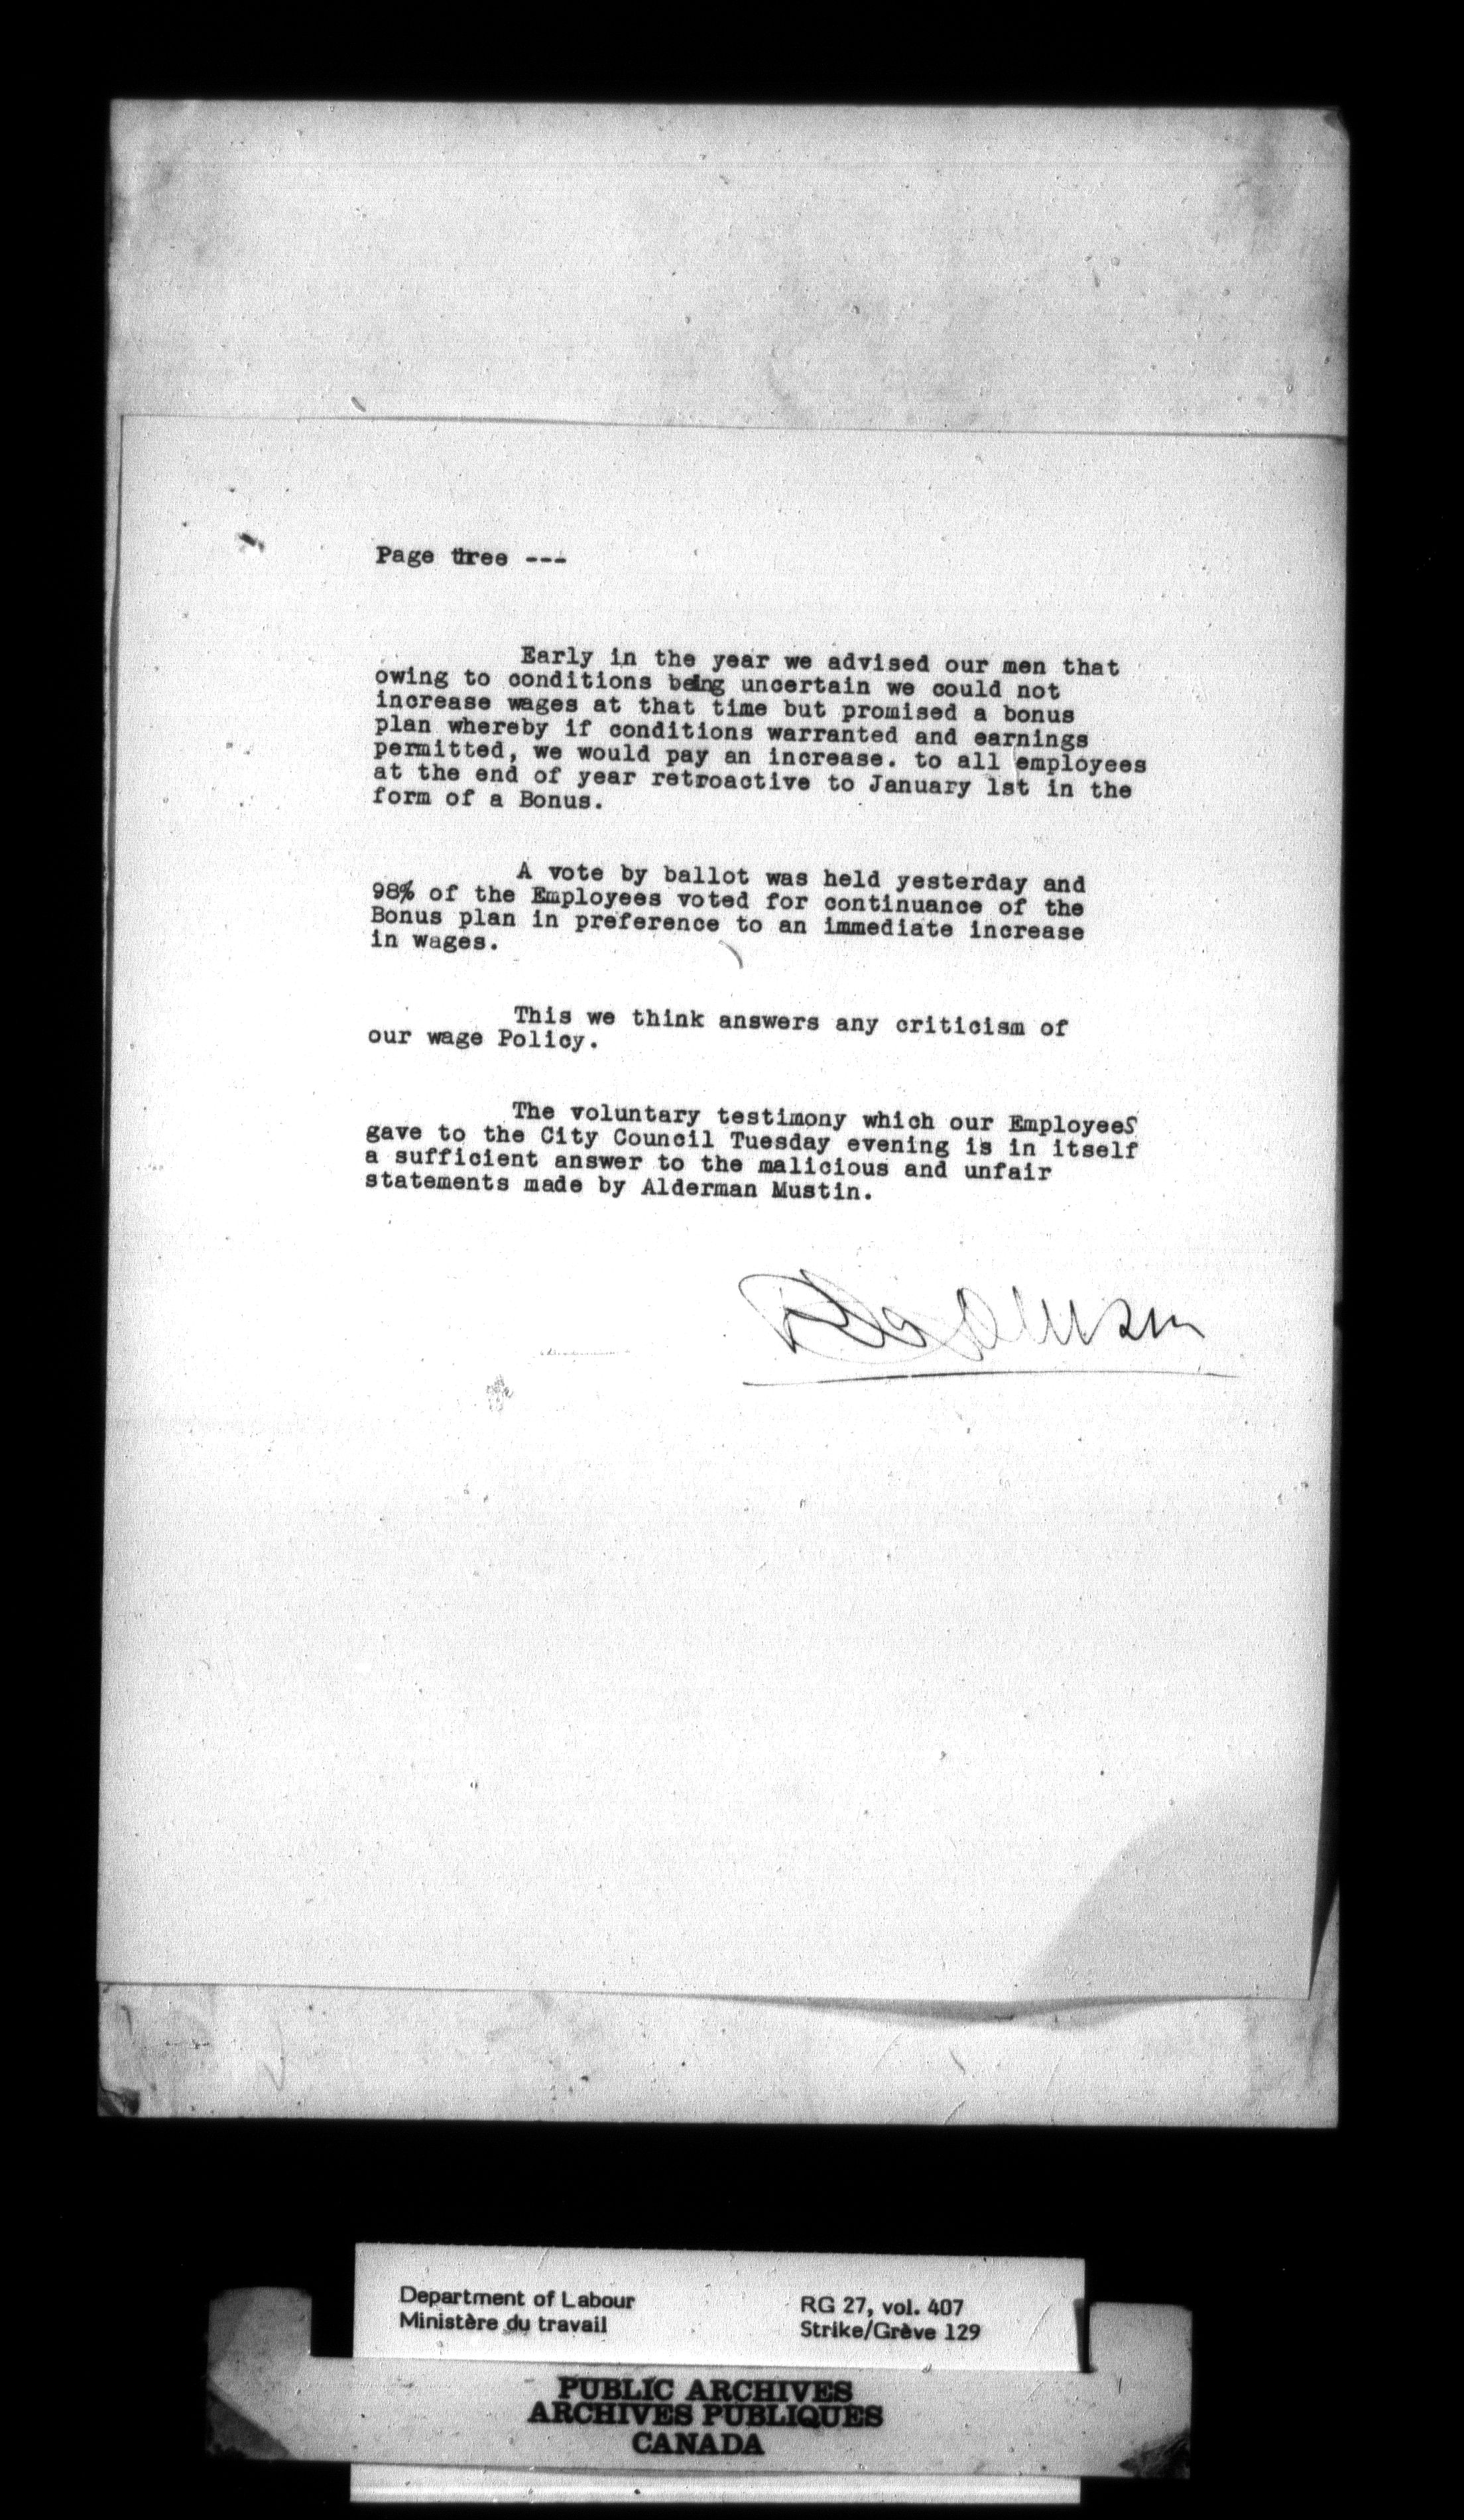 Page three ---
Early in the year we advised our men that
owing to conditions being uncertain we could not
increase wages at that time but promised a bonus
plan whereby if conditions warranted and earnings
permitted, we would pay an increase. to all employees
at the end of year retroactive to January 1st in the
form of a Bonus.
A vote by ballot was held yesterday and
98% of the Employees voted for continuance of the
Bonus plan in preference to an immediate increase
in wages.
This we think answers any criticism of
our wage Policy.
The voluntary testimony which our EmployeeS
gave to the City Council Tuesday evening is in itself
a sufficient answer to the malicious and unfair
statements made by Alderman Mustin.
Department of Labour
Ministère du travail
RG 27, vol. 407
Strike/Grève 129
PUBLIC ARCHIVES
ARCHIVES PUBLIQUES
CANADA